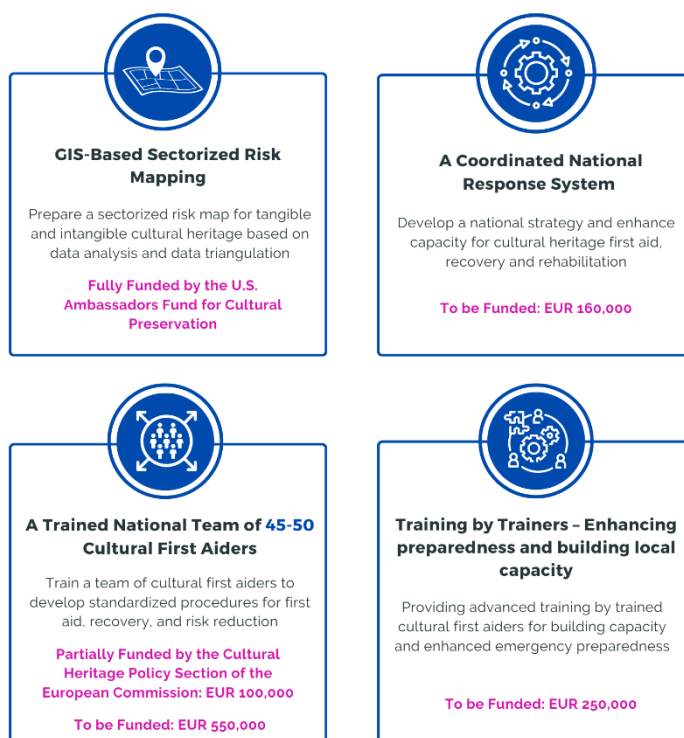 GIS-Based Sectorized Risk
Mapping
Prepare a sectorized risk map for tangible
and intangible cultural heritage based on
data analysis and data triangulation
Fully Funded by the U.S.
Ambassadors Fund for Cultural
Preservation
A Coordinated National
Response System
Develop a national strategy and enhance
capacity for cultural heritage first aid,
recovery and rehabilitation
To be Funded: EUR 160,000
A Trained National Team of 45-50
Cultural First Aiders
Train a team of cultural first aiders to
develop standardized procedures for first
aid, recovery, and risk reduction
Partially Funded by the Cultural
Heritage Policy Section of the
European Commission: EUR 100,000
To be Funded: EUR 550,000
Training by Trainers – Enhancing
preparedness and building local
capacity
Providing advanced training by trained
cultural first aiders for building capacity
and enhanced emergency preparedness
To be Funded: EUR 250,000